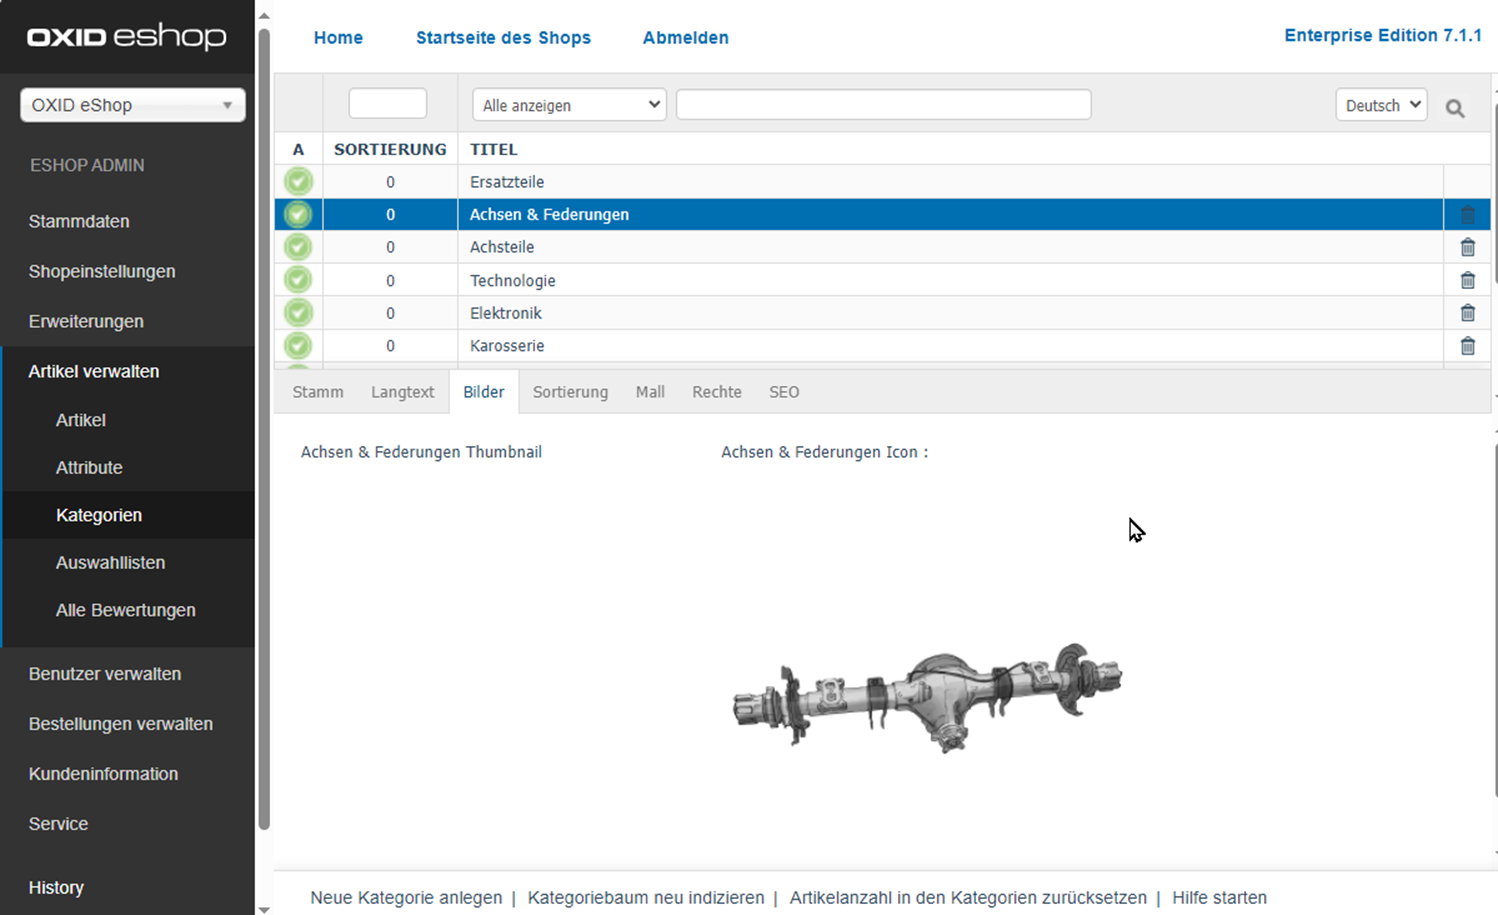 OXID eshop
Home
Startseite des Shops
Abmelden
Enterprise Edition 7.1.1
OXID eShop
Alle anzeigen
Deutsch
ESHOP ADMIN
A SORTIERUNG TITEL
0 Ersatzteile
0 Achsen & Federungen
0 Achsteile
0 Technologie
0 Elektronik
0 Karosserie
Stammdaten
Shopeinstellungen
Erweiterungen
Artikel verwalten
Artikel
Attribute
Kategorien
Auswahllisten
Alle Bewertungen
Benutzer verwalten
Bestellungen verwalten
Kundeninformation
Service
History
Stamm Langtext Bilder Sortierung Mall Rechte SEO
Achsen & Federungen Thumbnail
Achsen & Federungen Icon :
Neue Kategorie anlegen | Kategoriebaum neu indizieren | Artikelanzahl in den Kategorien zurücksetzen | Hilfe starten